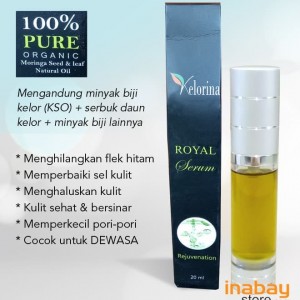 100%
PURE
ORGANIC
Moringa Seed & leaf
Natural Oil
Mengandung minyak biji
kelor (KSO) + serbuk daun
kelor + minyak biji lainnya
* Menghilangkan flek hitam
* Memperbaiki sel kulit
* Menghaluskan kulit
* Kulit sehat & bersinar
* Memperkecil pori-pori
* Cocok untuk DEWASA
Kelorina
ROYAL
Serum
Rejuvenation
20 ml
inabay
store